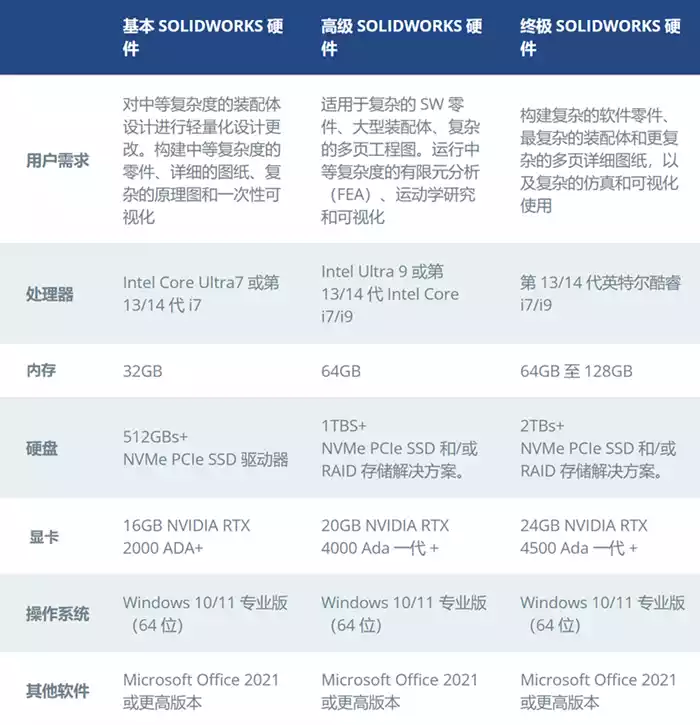 基本 SOLIDWORKS 硬
件
高级 SOLIDWORKS 硬
件
终极 SOLIDWORKS 硬
件
用户需求
对中等复杂度的装配体
设计进行轻量化设计更
改。构建中等复杂度的
零件、详细的图纸、复
杂的原理图和一次性可
视化
适用于复杂的 SW 零
件、大型装配体、复杂
的多页工程图。运行中
等复杂度的有限元分析
（FEA）、运动学研究
和可视化
构建复杂的软件零件、
最复杂的装配体和更复
杂的多页详细图纸，以
及复杂的仿真和可视化
使用
处理器
Intel Core Ultra7 或第
13/14 代 i7
Intel Ultra 9 或第
13/14 代 Intel Core
i7/i9
第 13/14 代英特尔酷睿
i7/i9
内存
32GB
64GB
64GB 至 128GB
硬盘
512GBs+
NVMe PCIe SSD 驱动器
1TBS+
NVMe PCIe SSD 和/或
RAID 存储解决方案。
2TBs+
NVMe PCIe SSD 和/或
RAID 存储解决方案。
显卡
16GB NVIDIA RTX
2000 ADA+
20GB NVIDIA RTX
4000 Ada 一代 +
24GB NVIDIA RTX
4500 Ada 一代 +
操作系统
Windows 10/11 专业版
（64 位)
Windows 10/11 专业版
（64 位)
Windows 10/11 专业版
（64 位)
其他软件
Microsoft Office 2021
或更高版本
Microsoft Office 2021
或更高版本
Microsoft Office 2021
或更高版本